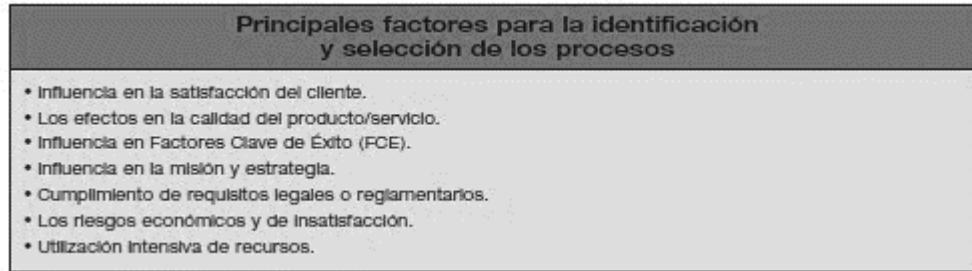 Principales factores para la identificación
y selección de los procesos
• Influencia en la satisfacción del cliente.
• Los efectos en la calidad del producto/servicio.
• Influencia en Factores Clave de Éxito (FCE).
• Influencia en la misión y estrategia.
• Cumplimiento de requisitos legales o reglamentarios.
• Los riesgos económicos y de insatisfacción.
• Utilización intensiva de recursos.